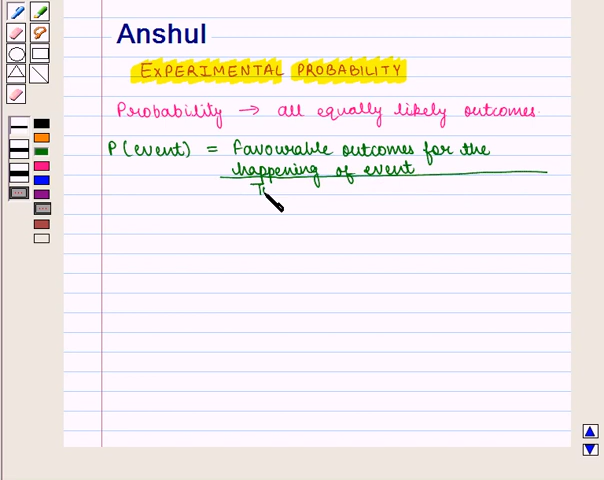 Anshul
EXPERIMENTAL PROBABILITY
Probability → all equally likely outcomes.
P(event) = Favourable outcomes for the
happening of event
T